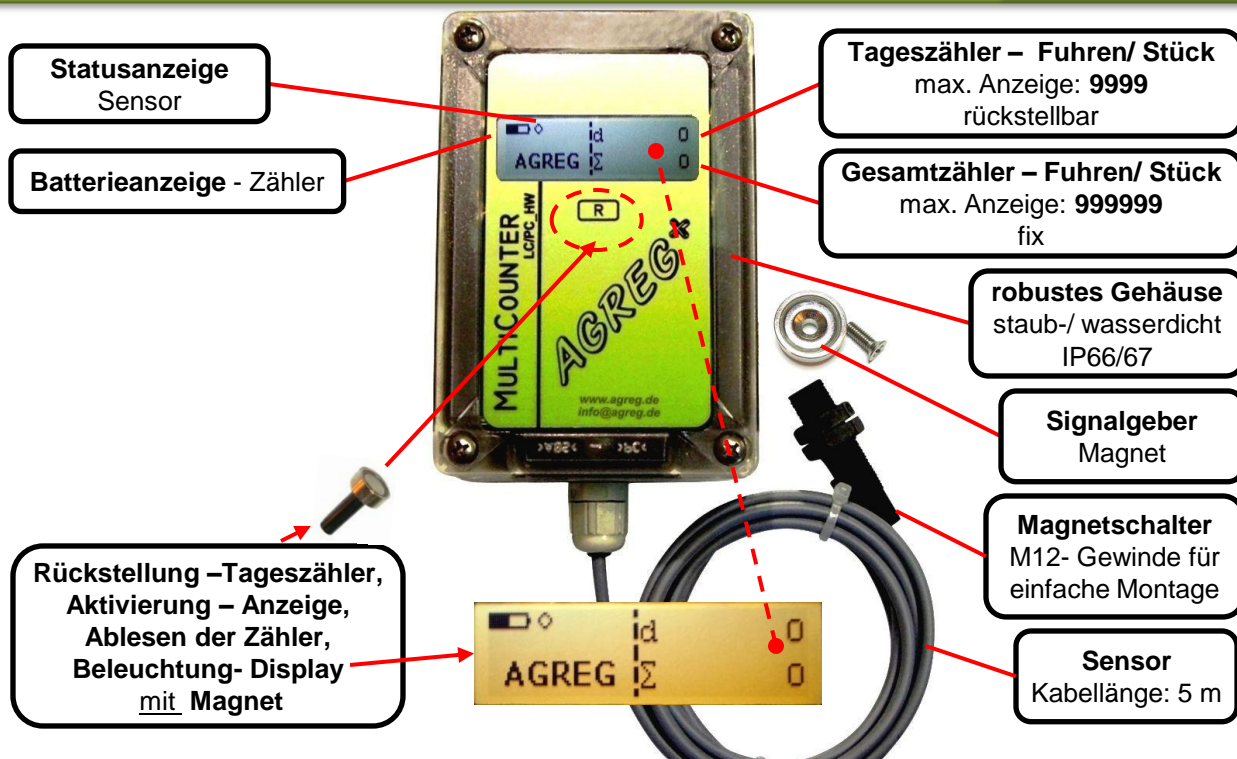 Statusanzeige
Sensor
Batterieanzeige - Zähler
Tageszähler – Fuhren/ Stück
max. Anzeige: 9999
rückstellbar
Gesamtzähler – Fuhren/ Stück
max. Anzeige: 999999
fix
robustes Gehäuse
staub-/ wasserdicht
IP66/67
Signalgeber
Magnet
Magnetschalter
M12- Gewinde für
einfache Montage
Sensor
Kabellänge: 5 m
Rückstellung –Tageszähler,
Aktivierung – Anzeige,
Ablesen der Zähler,
Beleuchtung- Display
mit Magnet
d 0
AGREG Σ 0
R
MULTICOUNTER
LC/PC_HW
AGREG
www.agreg.de
info@agreg.de
d 0
AGREG Σ 0